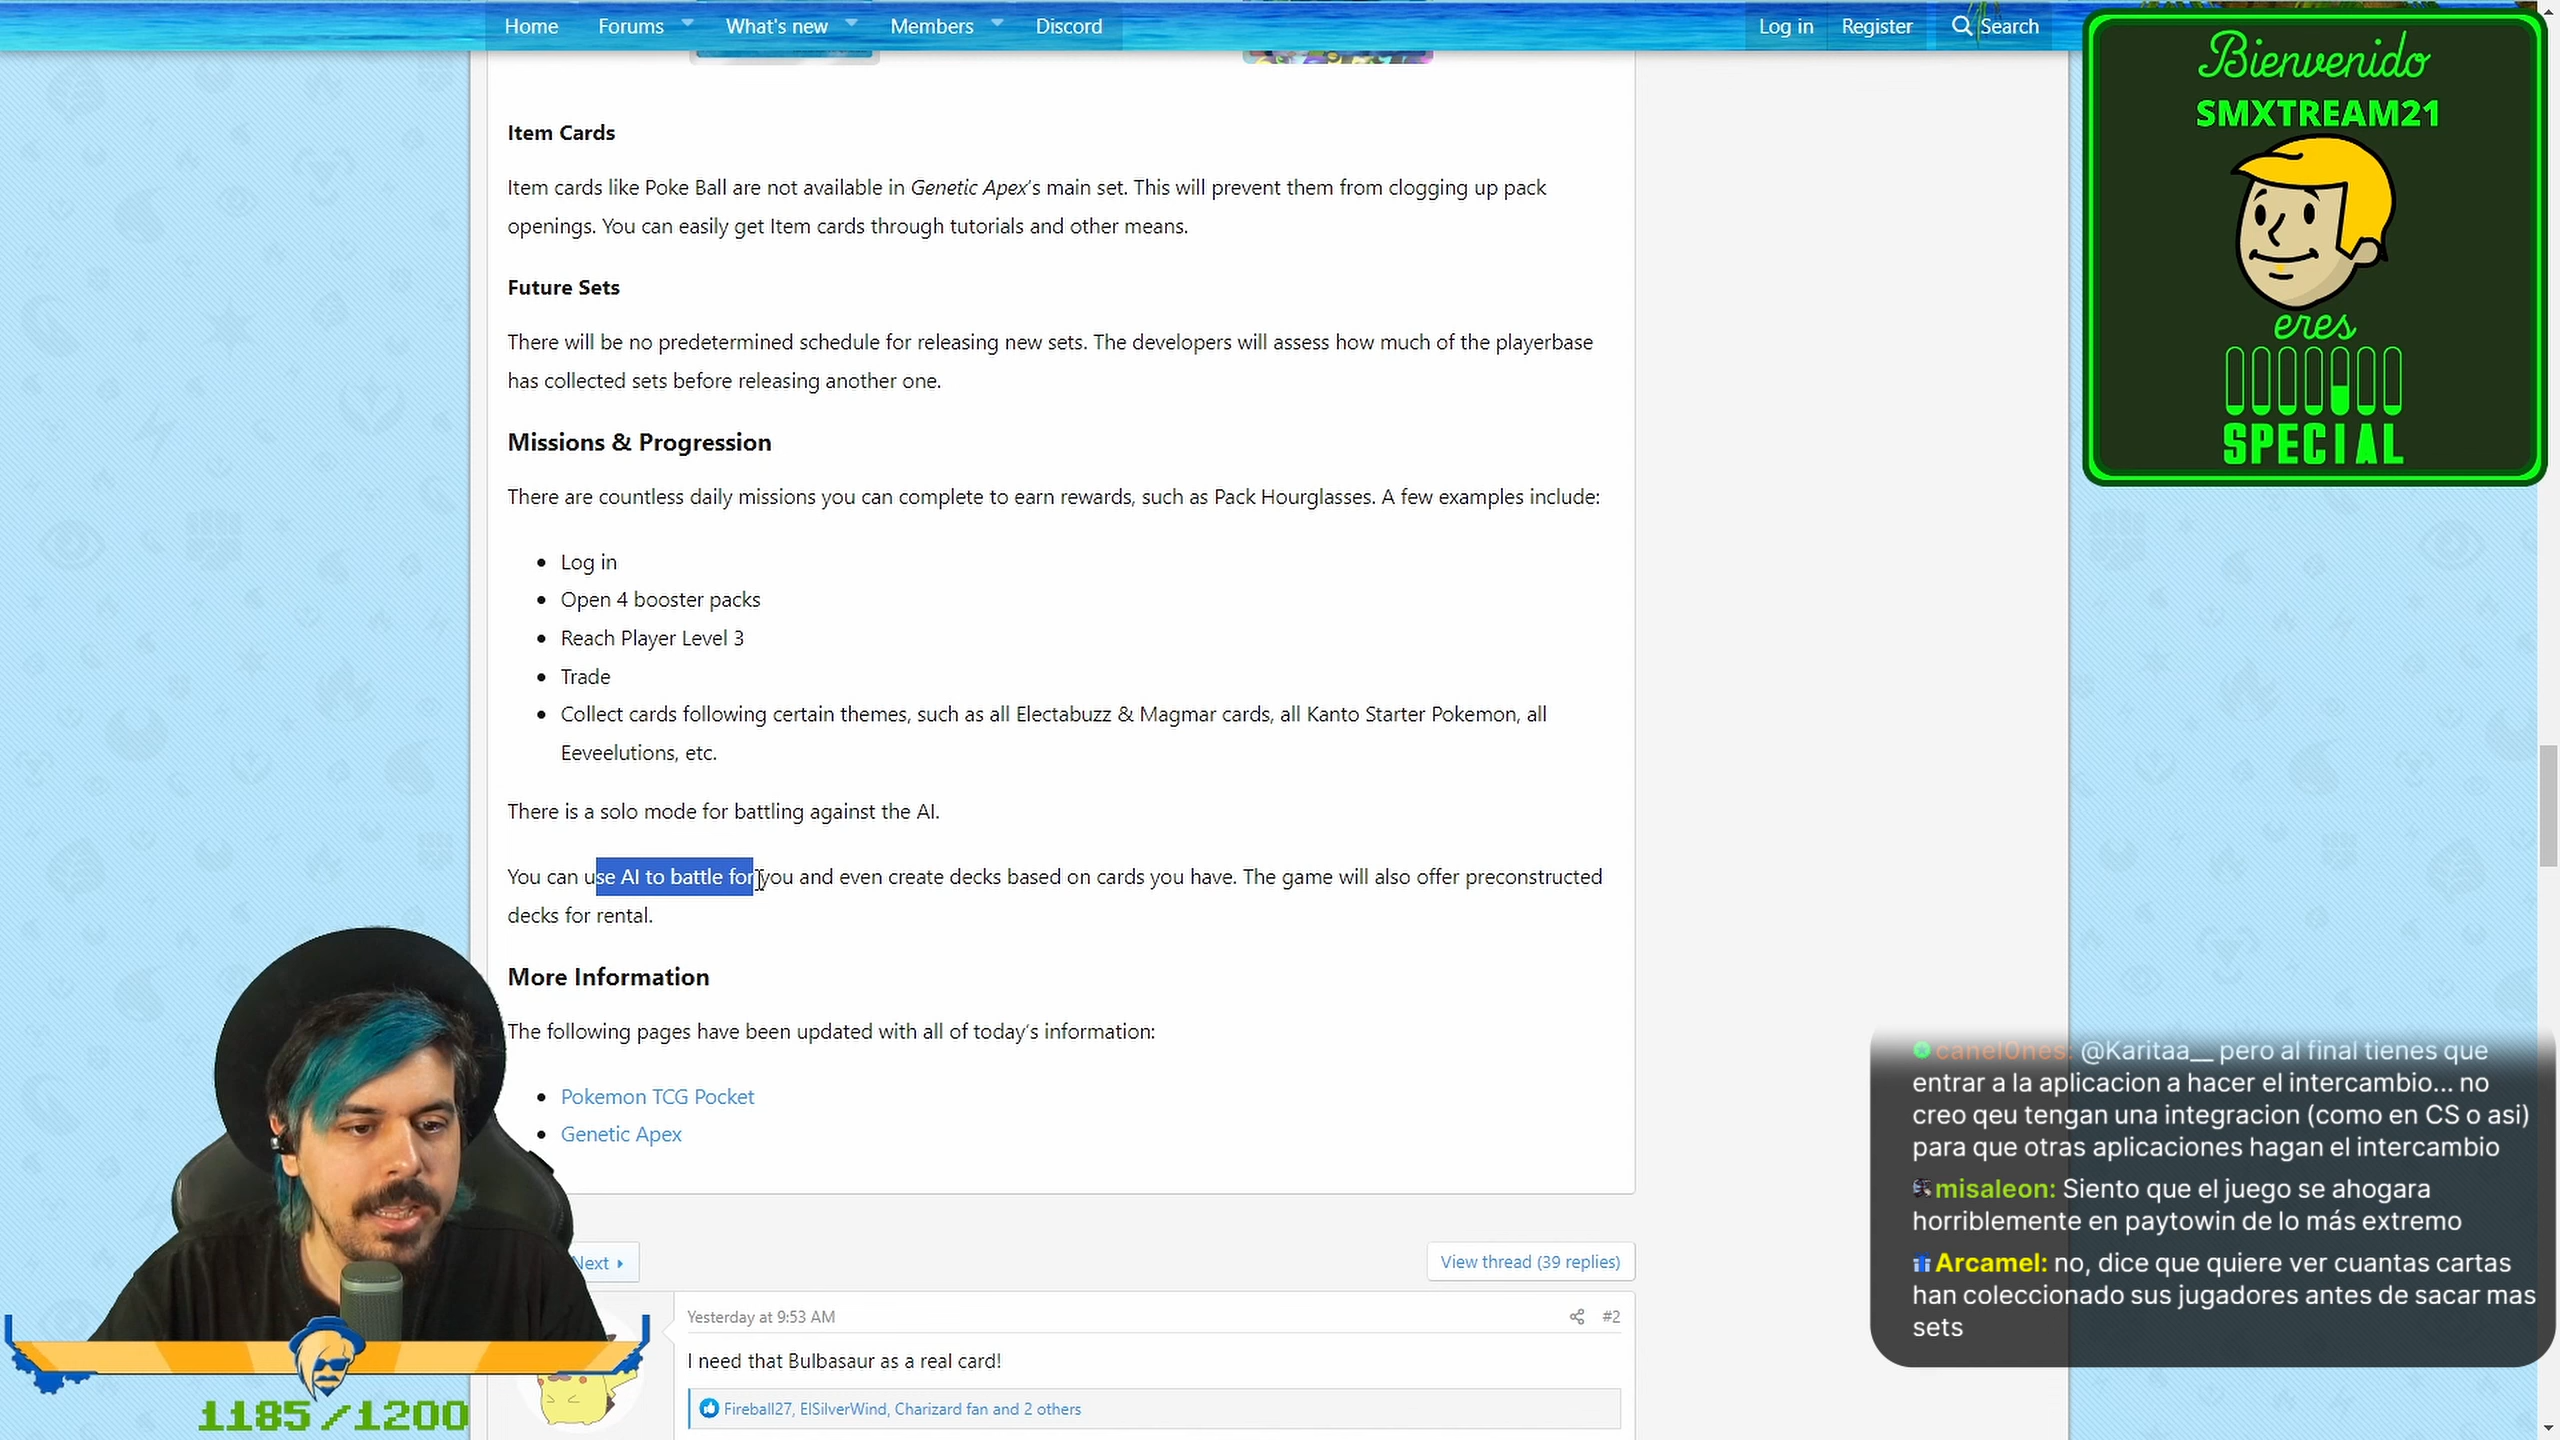 Home Forums What's new Members Discord Log in Register Search
Item Cards
Item cards like Poke Ball are not available in Genetic Apex's main set. This will prevent them from clogging up pack
openings. You can easily get Item cards through tutorials and other means.
Future Sets
There will be no predetermined schedule for releasing new sets. The developers will assess how much of the playerbase
has collected sets before releasing another one.
Missions & Progression
There are countless daily missions you can complete to earn rewards, such as Pack Hourglasses. A few examples include:
Log in
Open 4 booster packs
Reach Player Level 3
Trade
Collect cards following certain themes, such as all Electabuzz & Magmar cards, all Kanto Starter Pokemon, all
Eeveelutions, etc.
There is a solo mode for battling against the AI.
You can use AI to battle for you and even create decks based on cards you have. The game will also offer preconstructed
decks for rental.
More Information
The following pages have been updated with all of today's information:
Pokemon TCG Pocket
Genetic Apex
Next
View thread (39 replies)
Yesterday at 9:53 AM
#2
I need that Bulbasaur as a real card!
Fireball27, ElSilverWind, Charizard fan and 2 others
Bienvenido
SMXTREAM21
eres
SPECIAL
canel0nes: @Karitaa__ pero al final tienes que
entrar a la aplicacion a hacer el intercambio... no
creo qeu tengan una integracion (como en CS o asi)
para que otras aplicaciones hagan el intercambio
misaleon: Siento que el juego se ahogara
horriblemente en paytowin de lo más extremo
Arcamel: no, dice que quiere ver cuantas cartas
han coleccionado sus jugadores antes de sacar mas
sets
1185/1200